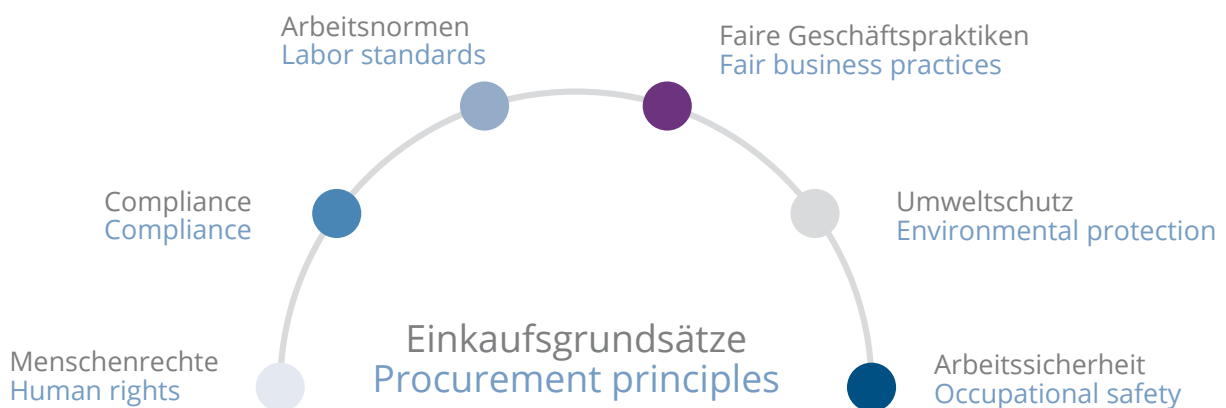 Arbeitsnormen
Labor standards
Faire Geschäftspraktiken
Fair business practices
Compliance
Compliance
Umweltschutz
Environmental protection
Einkaufsgrundsätze
Procurement principles
Menschenrechte
Human rights
Arbeitssicherheit
Occupational safety